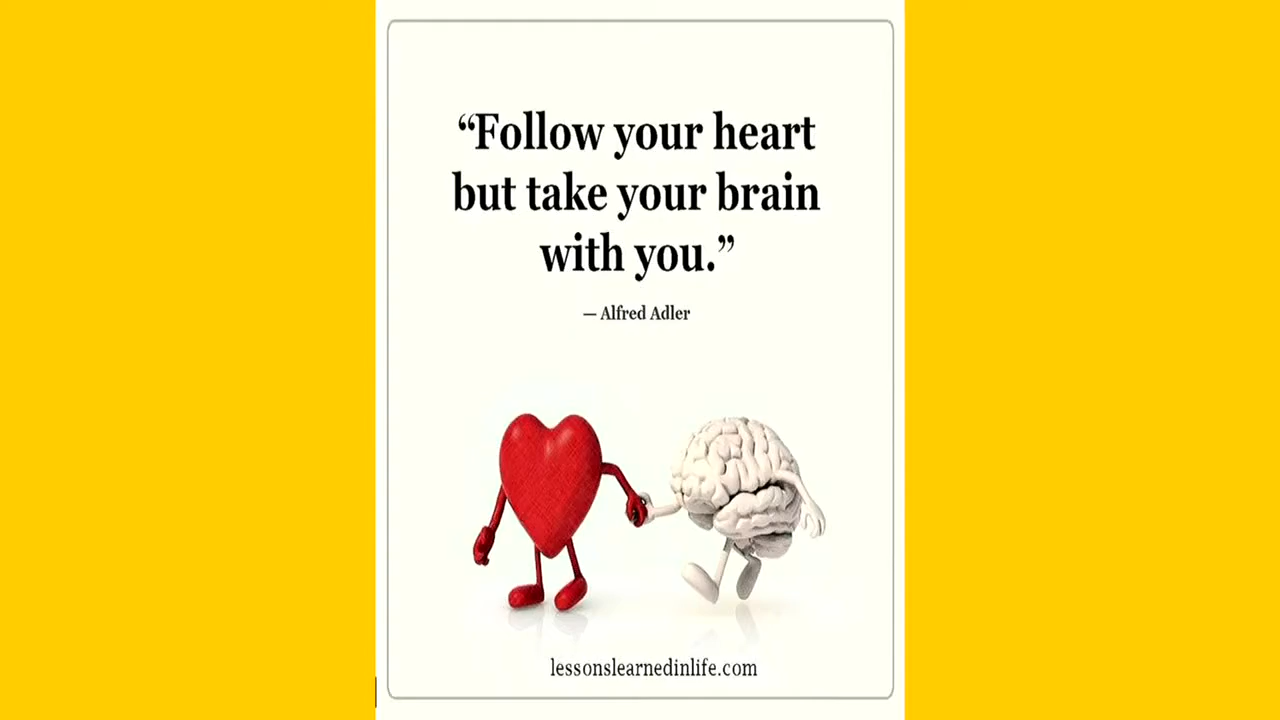 “Follow your heart
but take your brain
with you.”
— Alfred Adler
lessonslearnedinlife.com